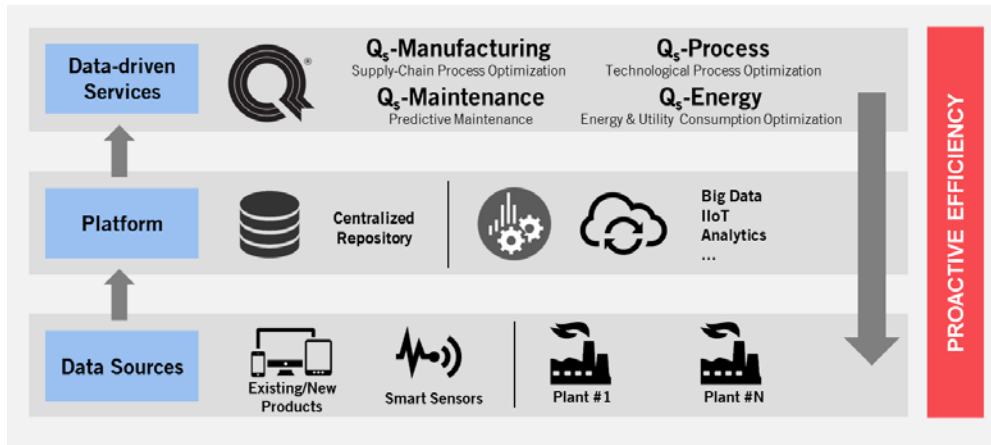 Data-driven
Services
®
Qs-Manufacturing
Supply-Chain Process Optimization
Qs-Process
Technological Process Optimization
Qs-Maintenance
Predictive Maintenance
Qs-Energy
Energy & Utility Consumption Optimization
Platform
Centralized
Repository
Big Data
IIoT
Analytics
...
Data Sources
Existing/New
Products
Smart Sensors
Plant #1
Plant #N
PROACTIVE EFFICIENCY